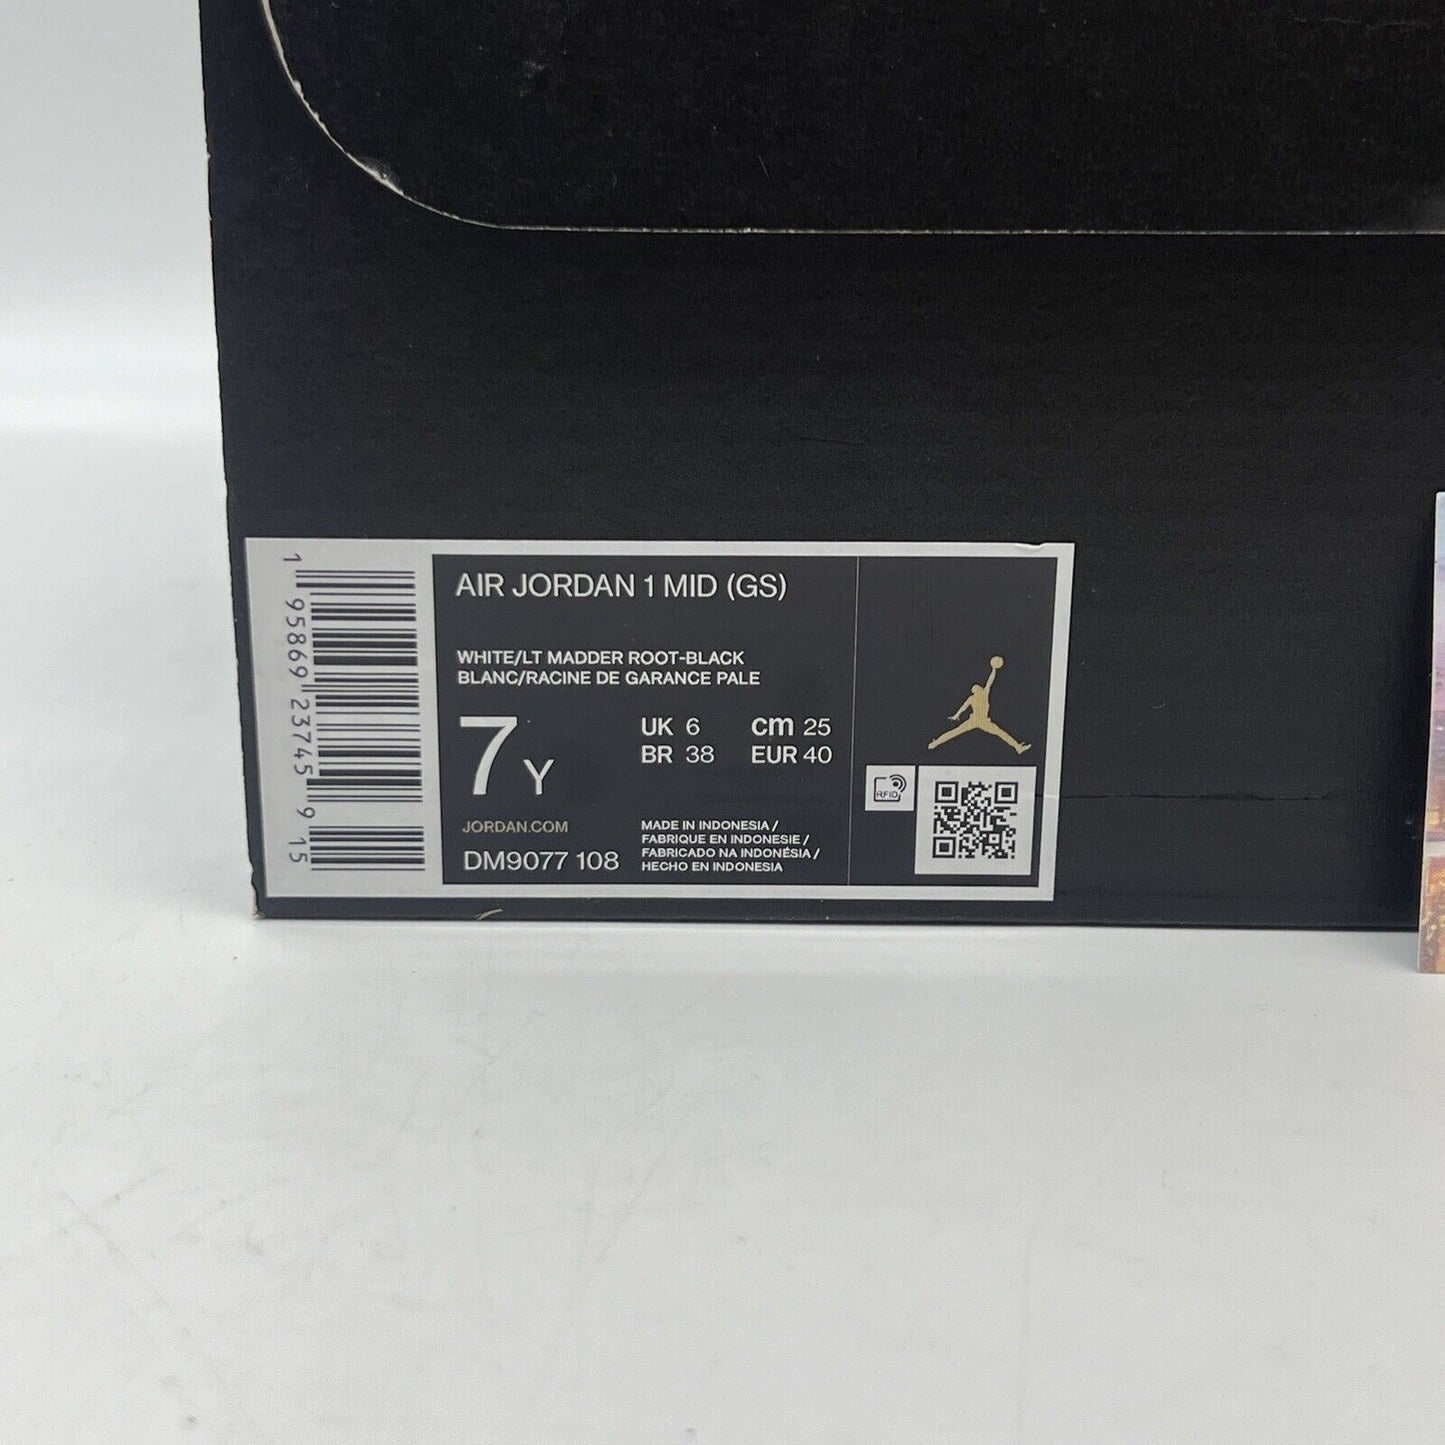 AIR JORDAN 1 MID (GS)
WHITE/LT MADDER ROOT-BLACK
BLANC/RACINE DE GARANCE PALE
7Y
UK 6 cm 25
BR 38 EUR 40
JORDAN.COM
DM9077 108
MADE IN INDONESIA /
FABRIQUE EN INDONESIE /
FABRICADO NA INDONÉSIA /
HECHO EN INDONESIA
RFID
1 95869 23745 9 15